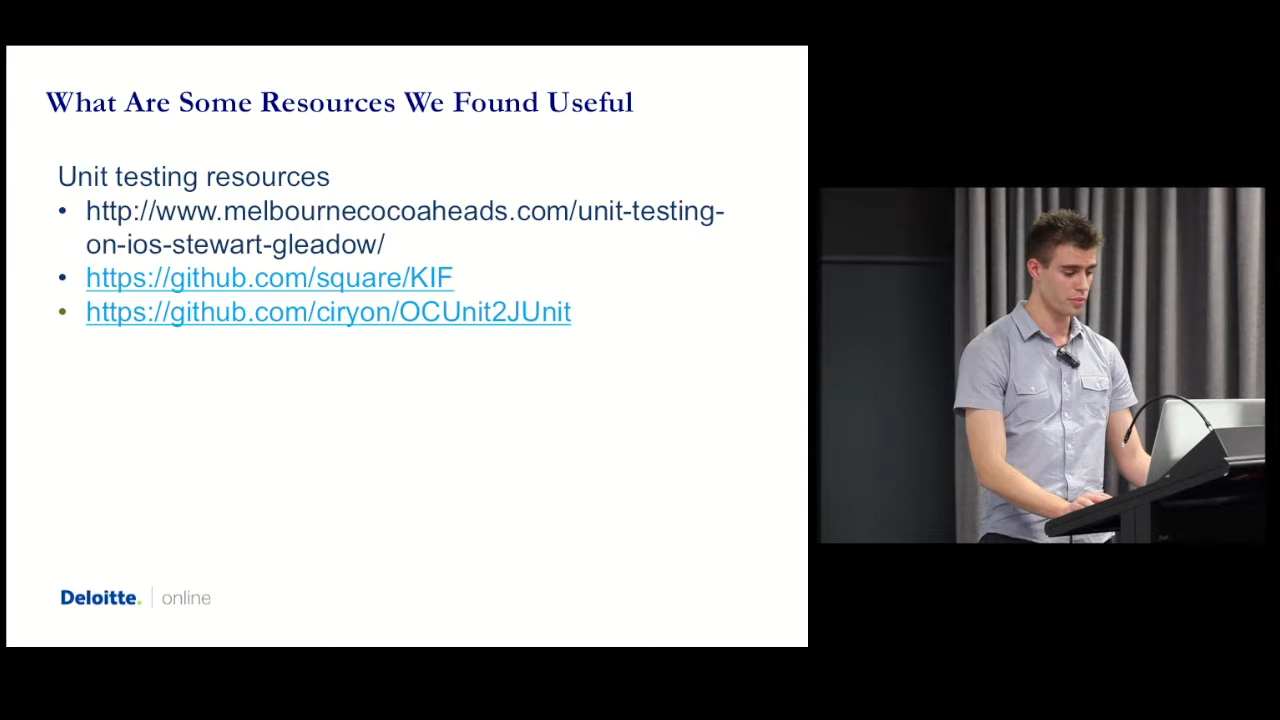 What Are Some Resources We Found Useful
Unit testing resources
• http://www.melbournecocoaheads.com/unit-testing-
on-ios-stewart-gleadow/
• https://github.com/square/KIF
• https://github.com/ciryon/OCUnit2JUnit
Deloitte. | online